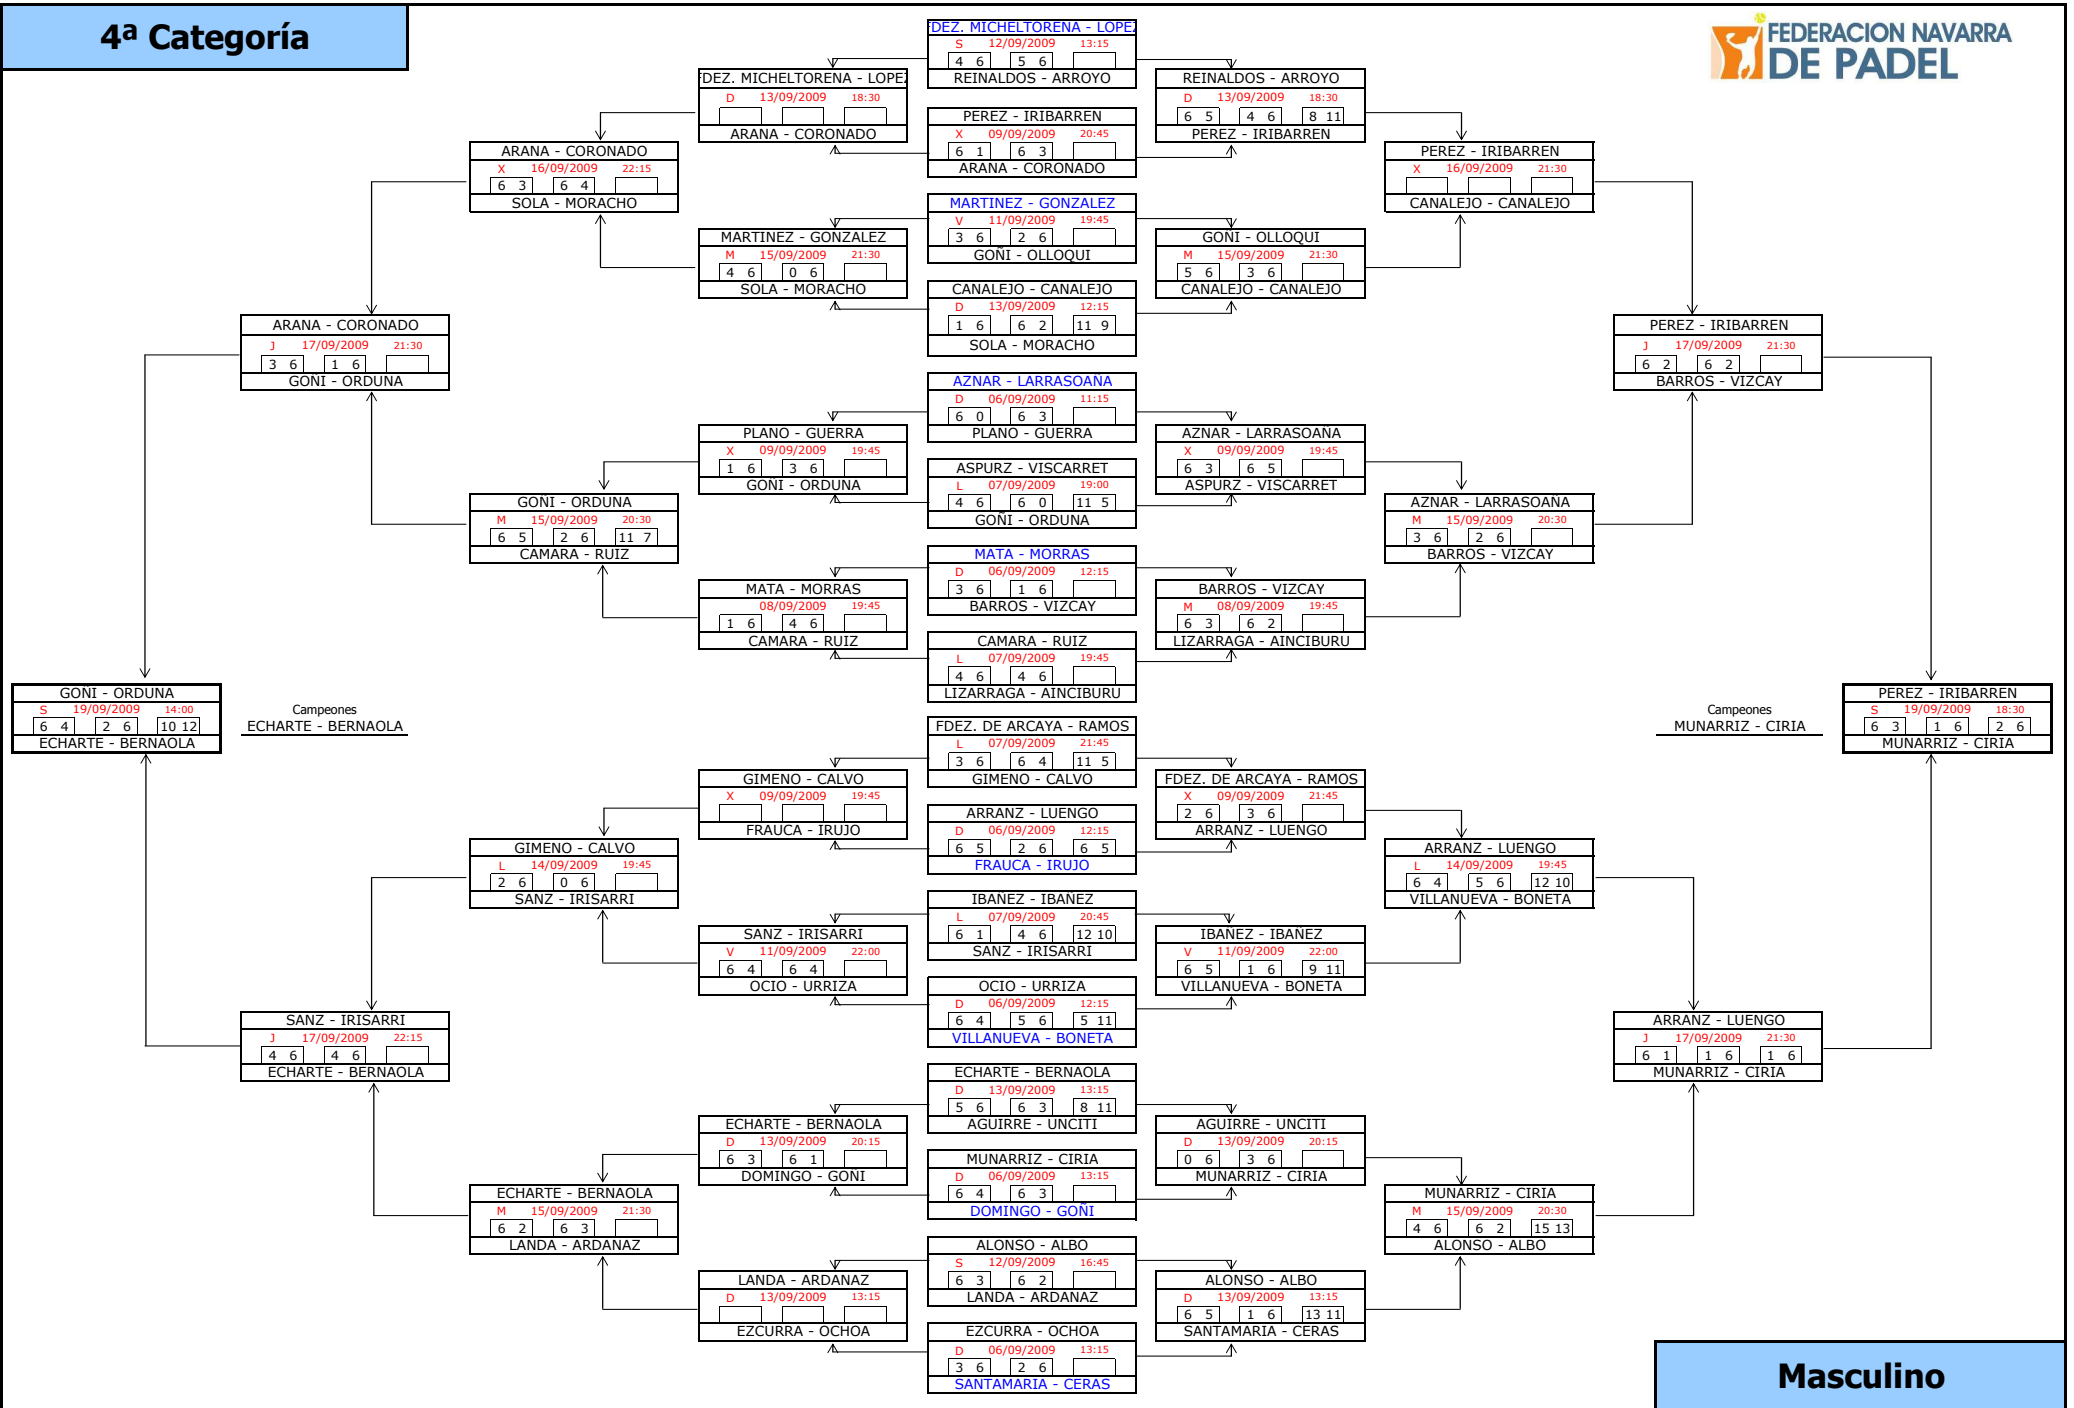 4ª Categoría
FEDERACION NAVARRA
DE PADEL
DEZ. MICHELTORENA - LOPEZ
S 12/09/2009 13:15
4 6 5 6
REINALDOS - ARROYO
PEREZ - IRIBARREN
X 09/09/2009 20:45
6 1 6 3
ARANA - CORONADO
MARTINEZ - GONZALEZ
V 11/09/2009 19:45
3 6 2 6
GOÑI - OLLOQUI
CANALEJO - CANALEJO
D 13/09/2009 12:15
1 6 6 2 11 9
SOLA - MORACHO
AZNAR - LARRASOAÑA
D 06/09/2009 11:15
6 0 6 3
PLANO - GUERRA
ASPURZ - VISCARRET
L 07/09/2009 19:00
4 6 6 0 11 5
GOÑI - ORDUNA
MATA - MORRAS
D 06/09/2009 12:15
3 6 1 6
BARROS - VIZCAY
CAMARA - RUIZ
L 07/09/2009 19:45
4 6 4 6
LIZARRAGA - AINCIBURU
FDEZ. DE ARCAYA - RAMOS
L 07/09/2009 21:45
3 6 6 4 11 5
GIMENO - CALVO
ARRANZ - LUENGO
D 06/09/2009 12:15
6 5 2 6 6 5
FRAUCA - IRUJO
IBAÑEZ - IBAÑEZ
L 07/09/2009 20:45
6 1 4 6 12 10
SANZ - IRISARRI
OCIO - URRIZA
D 06/09/2009 12:15
6 4 5 6 5 11
VILLANUEVA - BONETA
ECHARTE - BERNAOLA
D 13/09/2009 13:15
5 6 6 3 8 11
AGUIRRE - UNCITI
MUNARRIZ - CIRIA
D 06/09/2009 13:15
6 4 6 3
DOMINGO - GOÑI
ALONSO - ALBO
S 12/09/2009 16:45
6 3 6 2
LANDA - ARDANAZ
EZCURRA - OCHOA
D 06/09/2009 13:15
3 6 2 6
SANTAMARIA - CERAS
FDEZ. MICHELTORENA - LOPEZ
D 13/09/2009 18:30
ARANA - CORONADO
MARTINEZ - GONZALEZ
M 15/09/2009 21:30
4 6 0 6
SOLA - MORACHO
PLANO - GUERRA
X 09/09/2009 19:45
1 6 3 6
GOÑI - ORDUNA
MATA - MORRAS
08/09/2009 19:45
1 6 4 6
CAMARA - RUIZ
GIMENO - CALVO
X 09/09/2009 19:45
FRAUCA - IRUJO
SANZ - IRISARRI
V 11/09/2009 22:00
6 4 6 4
OCIO - URRIZA
ECHARTE - BERNAOLA
D 13/09/2009 20:15
6 3 6 1
DOMINGO - GOÑI
LANDA - ARDANAZ
D 13/09/2009 13:15
EZCURRA - OCHOA
ARANA - CORONADO
X 16/09/2009 22:15
6 3 6 4
SOLA - MORACHO
GOÑI - ORDUNA
M 15/09/2009 20:30
6 5 2 6 11 7
CAMARA - RUIZ
GIMENO - CALVO
L 14/09/2009 19:45
2 6 0 6
SANZ - IRISARRI
ECHARTE - BERNAOLA
M 15/09/2009 21:30
6 2 6 3
LANDA - ARDANAZ
ARANA - CORONADO
J 17/09/2009 21:30
3 6 1 6
GOÑI - ORDUNA
SANZ - IRISARRI
J 17/09/2009 22:15
4 6 4 6
ECHARTE - BERNAOLA
GOÑI - ORDUNA
S 19/09/2009 14:00
6 4 2 6 10 12
ECHARTE - BERNAOLA
Campeones
ECHARTE - BERNAOLA
REINALDOS - ARROYO
D 13/09/2009 18:30
6 5 4 6 8 11
PEREZ - IRIBARREN
GOÑI - OLLOQUI
M 15/09/2009 21:30
5 6 3 6
CANALEJO - CANALEJO
AZNAR - LARRASOAÑA
X 09/09/2009 19:45
6 3 6 5
ASPURZ - VISCARRET
BARROS - VIZCAY
M 08/09/2009 19:45
6 3 6 2
LIZARRAGA - AINCIBURU
FDEZ. DE ARCAYA - RAMOS
X 09/09/2009 21:45
2 6 3 6
ARRANZ - LUENGO
IBAÑEZ - IBAÑEZ
V 11/09/2009 22:00
6 5 1 6 9 11
VILLANUEVA - BONETA
AGUIRRE - UNCITI
D 13/09/2009 20:15
0 6 3 6
MUNARRIZ - CIRIA
ALONSO - ALBO
D 13/09/2009 13:15
6 5 1 6 13 11
SANTAMARIA - CERAS
PEREZ - IRIBARREN
X 16/09/2009 21:30
CANALEJO - CANALEJO
AZNAR - LARRASOAÑA
M 15/09/2009 20:30
3 6 2 6
BARROS - VIZCAY
ARRANZ - LUENGO
L 14/09/2009 19:45
6 4 5 6 12 10
VILLANUEVA - BONETA
MUNARRIZ - CIRIA
M 15/09/2009 20:30
4 6 6 2 15 13
ALONSO - ALBO
PEREZ - IRIBARREN
J 17/09/2009 21:30
6 2 6 2
BARROS - VIZCAY
ARRANZ - LUENGO
J 17/09/2009 21:30
6 1 1 6 1 6
MUNARRIZ - CIRIA
Campeones
MUNARRIZ - CIRIA
PEREZ - IRIBARREN
S 19/09/2009 18:30
6 3 1 6 2 6
MUNARRIZ - CIRIA
Masculino